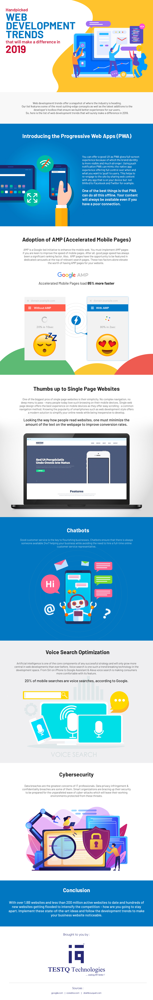 Handpicked
WEB
DEVELOPMENT
TRENDS
that will make a difference in
2019
Web development trends offer a snapshot of where the industry is heading.
Our list features some of the most cutting-edge concepts as well as the latest additions to the
developer's toolbox that ensure we build better experiences for our users.
So, here is the list of web development trends that will surely make a difference in 2019.
Introducing the Progressive Web Apps (PWA)
You can offer a good UX as PWA gives full-screen
experience because of which the brand identity
is more visible and much stronger. Using push
notification PWA can mimic the native app
experience offering full control over when and
what you want to 'push' to users. This helps to
re-engage to the site by sharing web content
with any app that is on your device but not
limited to Facebook and Twitter for example.
One of the best things is that PWA
can do all this offline. Your content
will always be available even if you
have a poor connection.
Adoption of AMP (Accelerated Mobile Pages)
AMP is a Google-led initiative to enhance the mobile web. You must implement AMP pages
if you are keen to improve the speed of mobile pages. After all, good page speed has always
been a significant ranking factor. Also, AMP pages have the opportunity to be featured in
dedicated carousels at the top of relevant search pages. These two factors alone elevate
the worth of having AMP pages for your website.
Google AMP
Accelerated Mobile Pages load 85% more faster
domain.example.com
Without AMP
20% in 10sec
zzZ
domain.example.com
With AMP
80% in 2sec
Thumbs up to Single Page Websites
One of the biggest pros of single page websites is their simplicity. No complex navigation, no
deep menu to pass – many people today love such browsing on their mobile devices. Single web
page design offers the best experience on mobile devices as they offer easy scrolling – a common
navigation method. Knowing the popularity of smartphones such as web development style offers
a modern solution to simplify your online needs while being inexpensive to develop.
Looking the way how people read websites, one must minimize the
amount of the text on the webpage to improve conversion rates.
Sed Ut Perspiciatis
Unde Omnis Iste Natus
Features
Chatbots
Good customer service is the key to flourishing businesses. Chatbots ensure that there is always
someone available 24x7 helping your business while avoiding the need to hire a full-time online
customer service representative.
Hi
@
?
Voice Search Optimization
Artificial intelligence is one of the core components of any successful strategy and will only grow more
central in web developments than ever before. Voice search is one such a trend breaking technology in the
development space. From Siri on iPhone to Google Assistant & Alexa voice search is making consumers
more comfortable with its feature.
20% of mobile searches are voice searches, according to Google.
VOICE SEARCH
Cybersecurity
Data breaches are the greatest concerns of IT professionals. Data privacy infringement &
confidentiality breaches are some of them. Smart organizations are bracing up their security
to be prepared for the unparalleled wave of cyber-attacks which will leave their working
environments protected from these threats.
Conclusion
With over 1.8B websites and less than 200 million active websites to date and hundreds of
new websites getting flooded to intensify the competition – how are you going to stay
apart. Implement these state-of-the-art ideas and follow the development trends to make
your business website noticeable.
Brought to you by :
TESTQ Technologies
... making IT better !
Sources :
google.com | coredna.com | dashbouquet.com